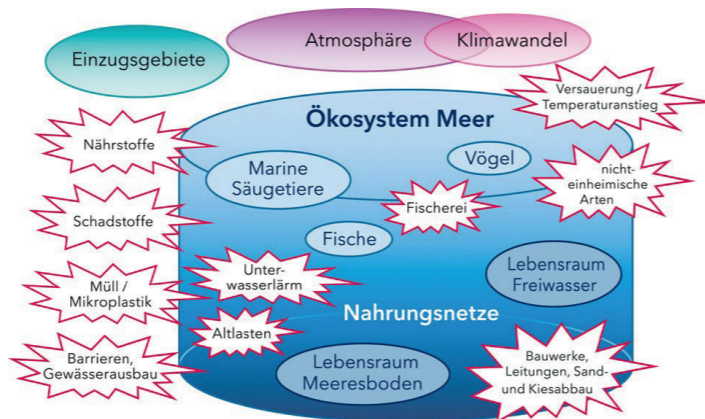 Einzugsgebiete
Atmosphäre
Klimawandel
Versauerung /
Temperaturanstieg
Ökosystem Meer
Nährstoffe
Marine
Säugetiere
Vögel
nicht-
einheimische
Arten
Fischerei
Schadstoffe
Fische
Unter-
wasserlärm
Lebensraum
Freiwasser
Müll /
Mikroplastik
Nahrungsnetze
Altlasten
Barrieren,
Gewässerausbau
Lebensraum
Meeresboden
Bauwerke,
Leitungen, Sand-
und Kiesabbau